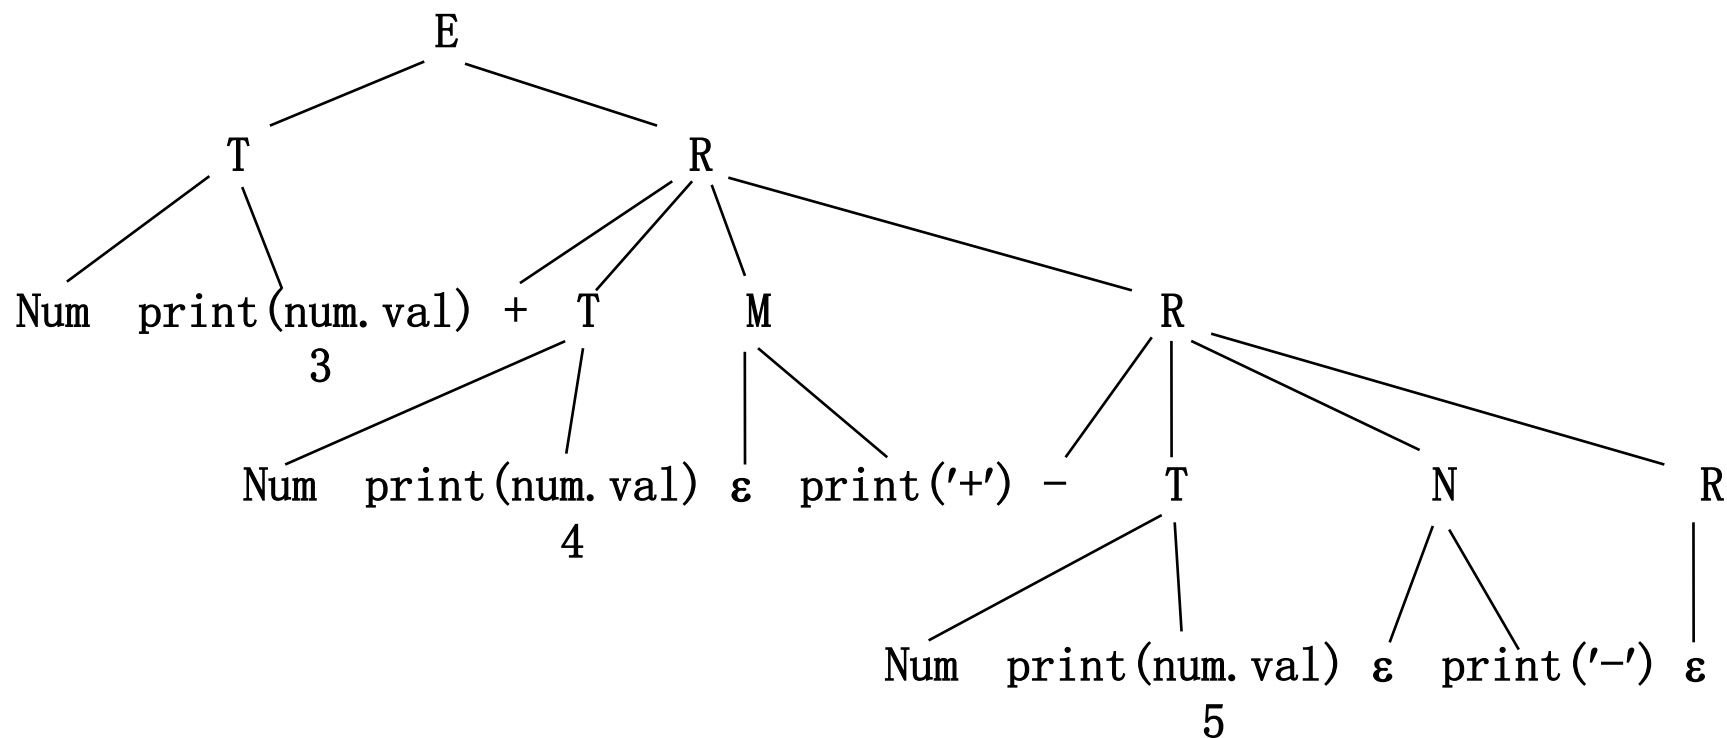 E
T R
Num print(num.val) + T M R
3
Num print(num.val) ε print('+') - T N R
4
Num print(num.val) ε print('-') ε
5